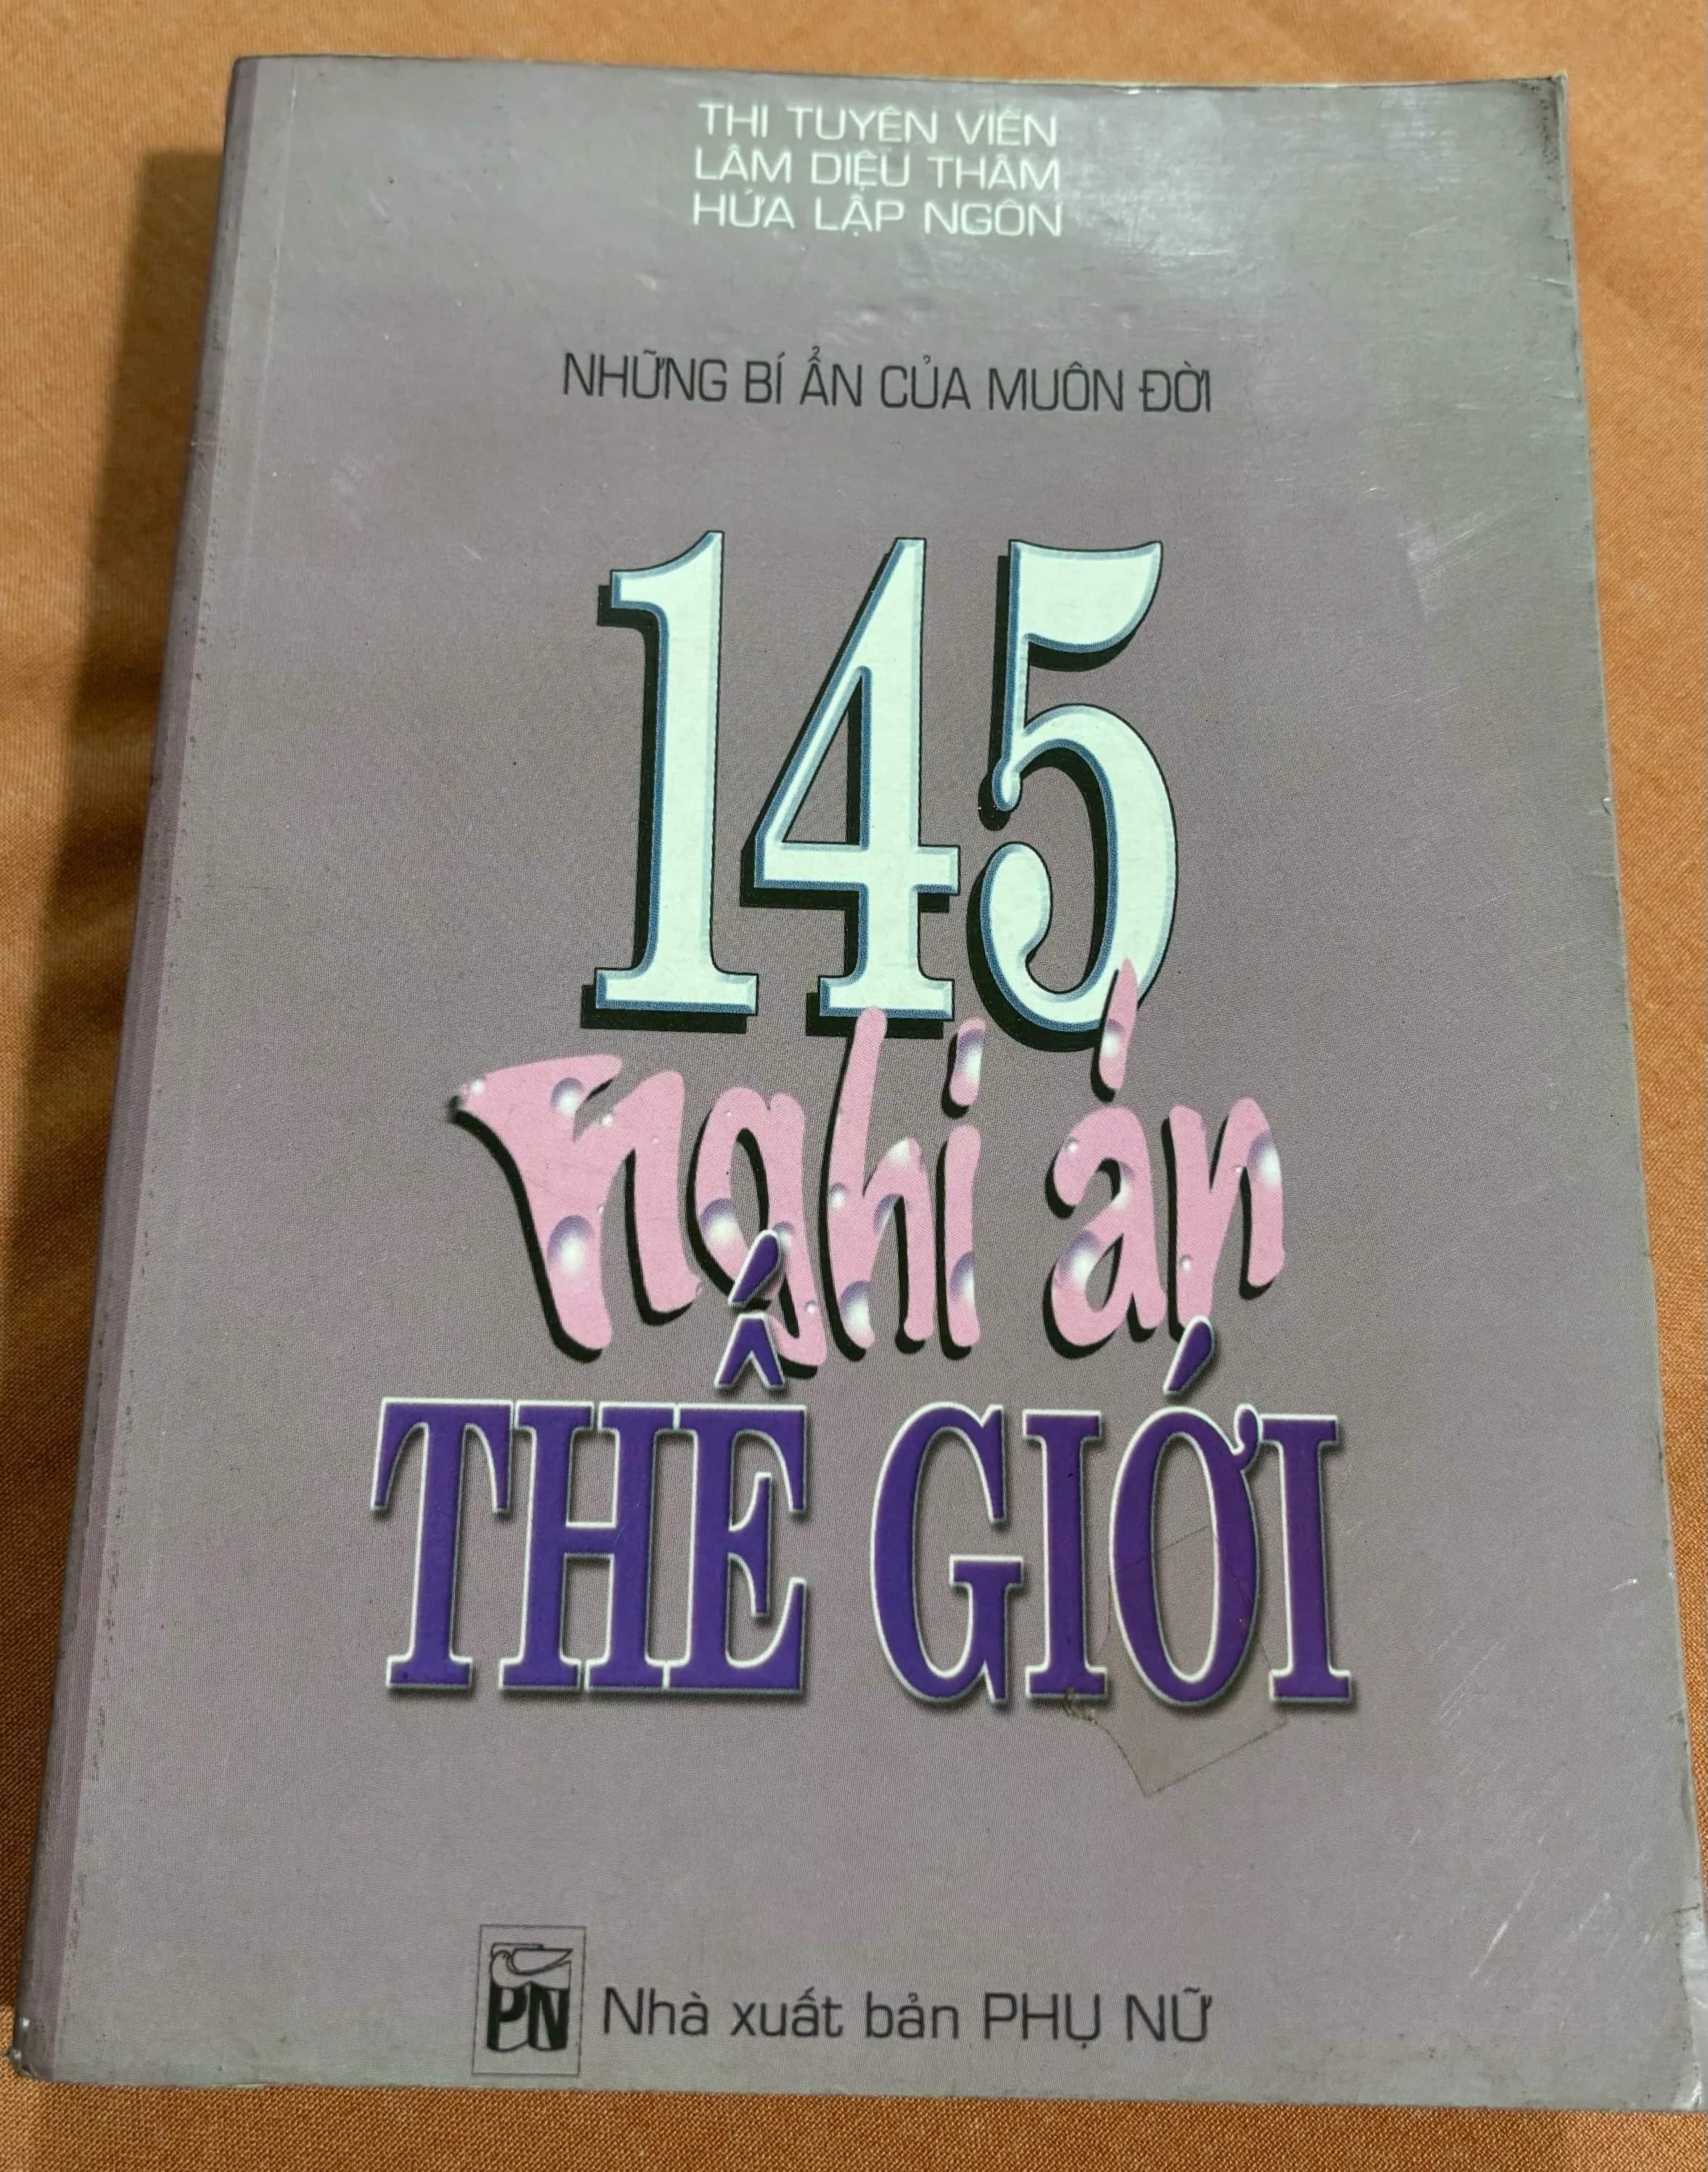 THI TUYÊN VIÊN
LÂM DIỆU THÂM
HỨA LẬP NGÔN
NHỮNG BÍ ẨN CỦA MUÔN ĐỜI
145
nghi án
THẾ GIỚI
PN
Nhà xuất bản PHỤ NỮ